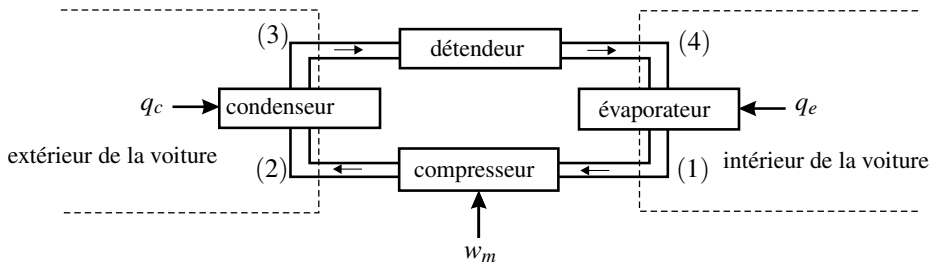 (3)
détendeur
(4)
q_c
condenseur
évaporateur
q_e
extérieur de la voiture
(2)
compresseur
(1)
intérieur de la voiture
w_m